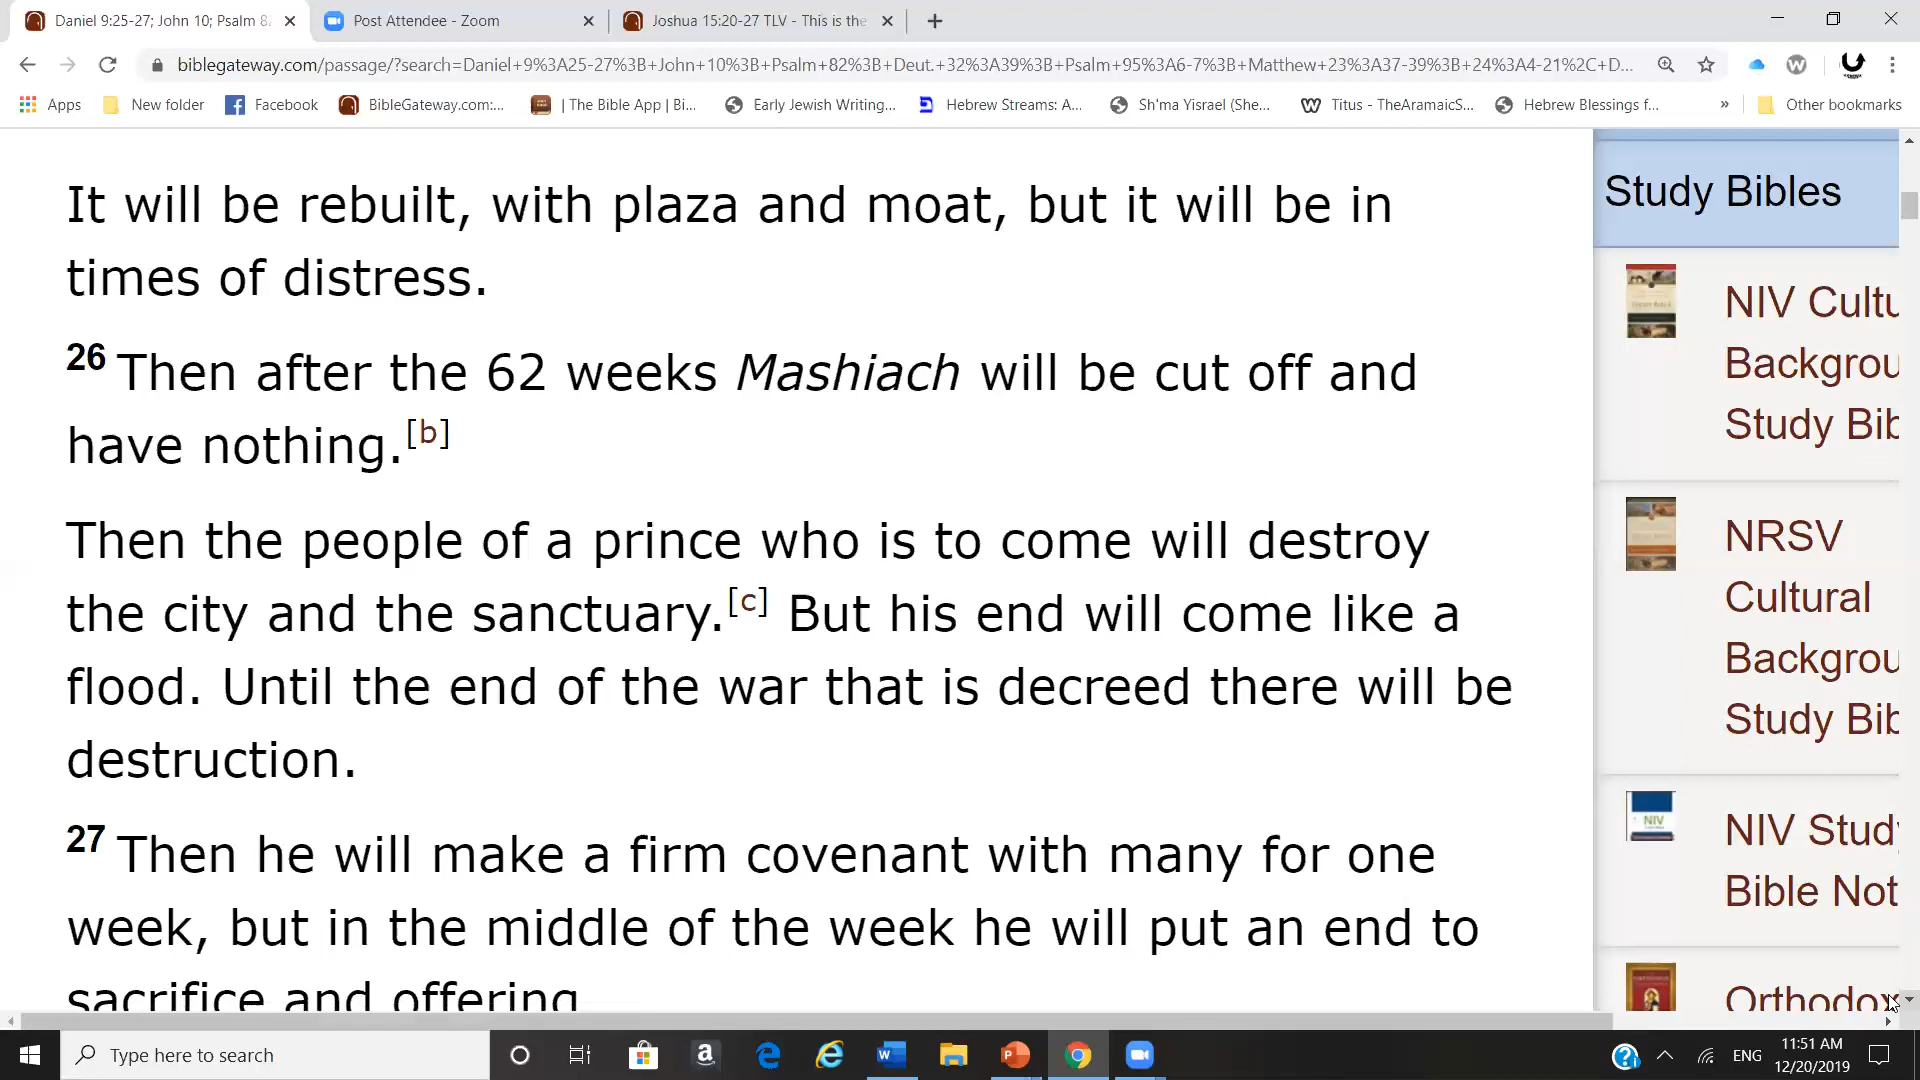 Daniel 9:25-27; John 10; Psalm 82
Post Attendee - Zoom
Joshua 15:20-27 TLV - This is the
biblegateway.com/passage/?search=Daniel+9%3A25-27%3B+John+10%3B+Psalm+82%3B+Deut.+32%3A39%3B+Psalm+95%3A6-7%3B+Matthew+23%3A37-39%3B+24%3A4-21%2C+D...
Apps
New folder
Facebook
BibleGateway.com:...
| The Bible App | Bi...
Early Jewish Writing...
Hebrew Streams: A...
Sh'ma Yisrael (She...
Titus - TheAramaicS...
Hebrew Blessings f...
»
Other bookmarks
It will be rebuilt, with plaza and moat, but it will be in
times of distress.
26 Then after the 62 weeks Mashiach will be cut off and
have nothing.[b]
Then the people of a prince who is to come will destroy
the city and the sanctuary.[c] But his end will come like a
flood. Until the end of the war that is decreed there will be
destruction.
27 Then he will make a firm covenant with many for one
week, but in the middle of the week he will put an end to
sacrifice and offering
Study Bibles
NIV Cultu
Backgrou
Study Bib
NRSV
Cultural
Backgrou
Study Bib
NIV Study
Bible Not
Orthodox
Type here to search
ENG
11:51 AM
12/20/2019